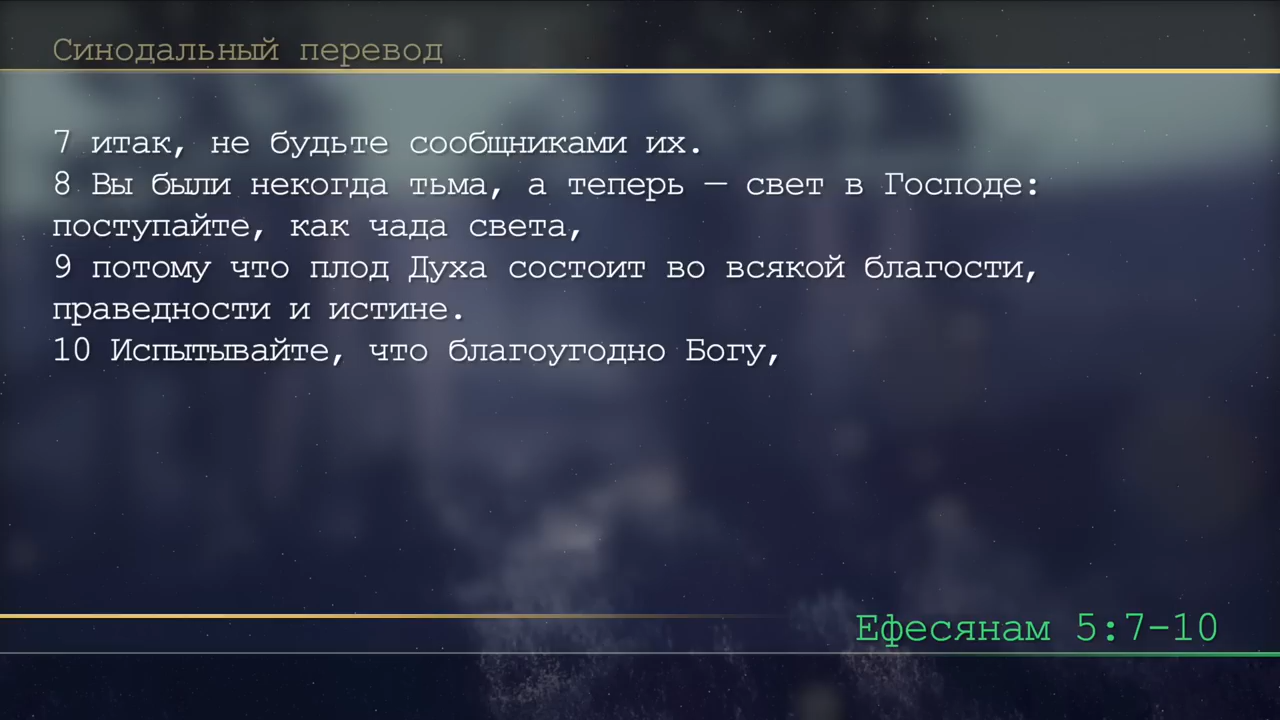 Синодальный перевод
7 итак, не будьте сообщниками их.
8 Вы были некогда тьма, а теперь — свет в Господе:
поступайте, как чада света,
9 потому что плод Духа состоит во всякой благости,
праведности и истине.
10 Испытывайте, что благоугодно Богу,
Ефесянам 5:7-10